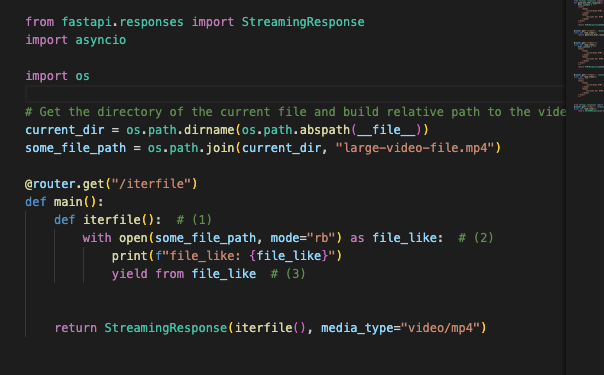 from fastapi.responses import StreamingResponse
import asyncio
import os
# Get the directory of the current file and build relative path to the vide
current_dir = os.path.dirname(os.path.abspath(__file__))
some_file_path = os.path.join(current_dir, "large-video-file.mp4")
@router.get("/iterfile")
def main():
    def iterfile():  # (1)
        with open(some_file_path, mode="rb") as file_like:  # (2)
            print(f"file_like: {file_like}")
            yield from file_like  # (3)
    return StreamingResponse(iterfile(), media_type="video/mp4")